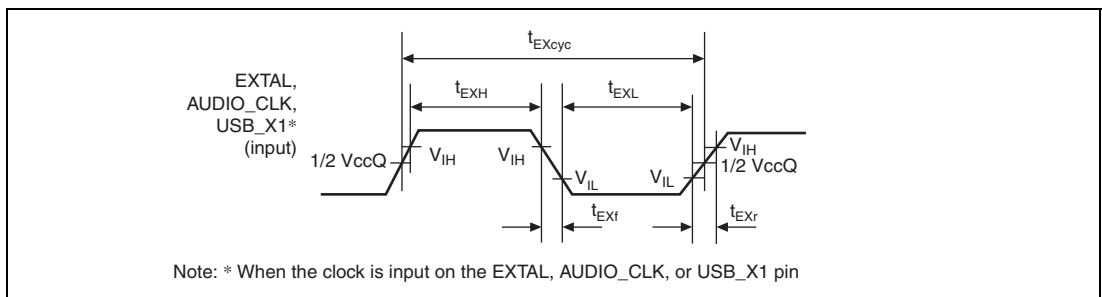 tEXcyc
EXTAL,
AUDIO_CLK,
USB_X1*
(input)
tEXH
tEXL
1/2 VccQ
VIH
VIH
VIL
VIL
VIH
1/2 VccQ
tEXf
tEXr
Note: * When the clock is input on the EXTAL, AUDIO_CLK, or USB_X1 pin